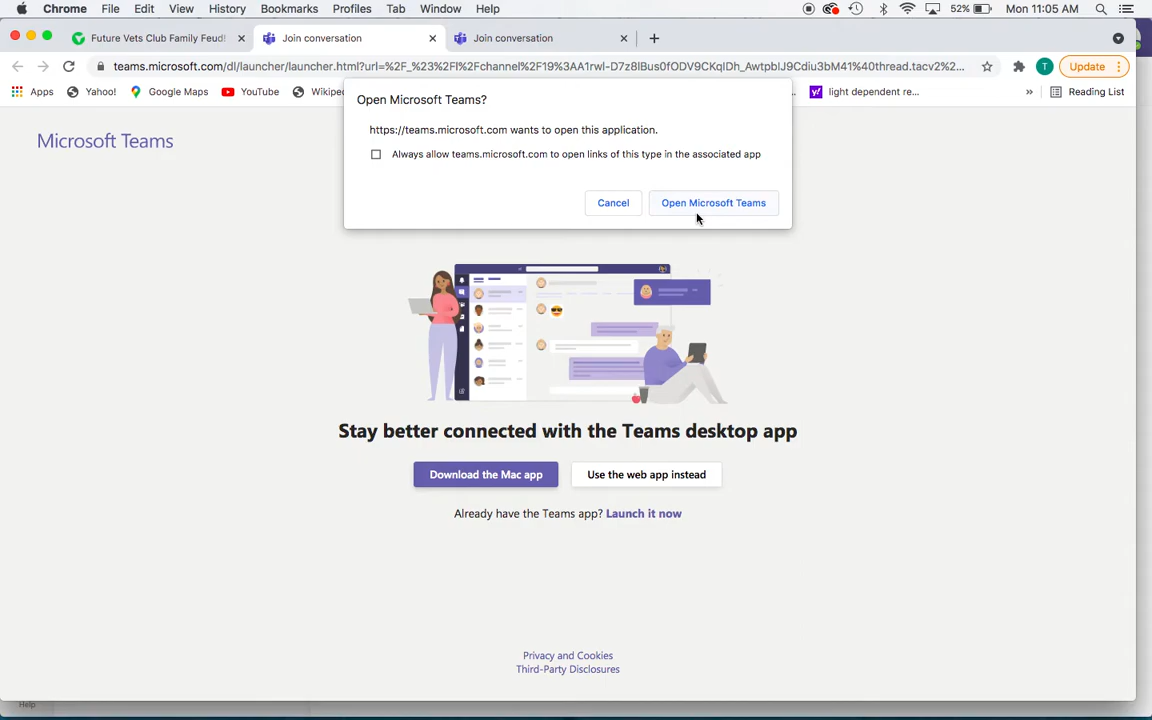 Chrome File Edit View History Bookmarks Profiles Tab Window Help 52% Mon 11:05 AM
Future Vets Club Family Feud! Join conversation Join conversation
teams.microsoft.com/dl/launcher/launcher.html?url=%2F_%23%2Fl%2Fchannel%2F19%3AA1rwI-D7z8lBus0fODV9CKqlDh_AwtpblJ9Cdiu3bM41%40thread.tacv2%2... T Update
Apps Yahoo! Google Maps YouTube Wikipe light dependent re... » Reading List
Open Microsoft Teams?
https://teams.microsoft.com wants to open this application.
Always allow teams.microsoft.com to open links of this type in the associated app
Cancel Open Microsoft Teams
Microsoft Teams
Stay better connected with the Teams desktop app
Download the Mac app Use the web app instead
Already have the Teams app? Launch it now
Privacy and Cookies
Third-Party Disclosures
Help